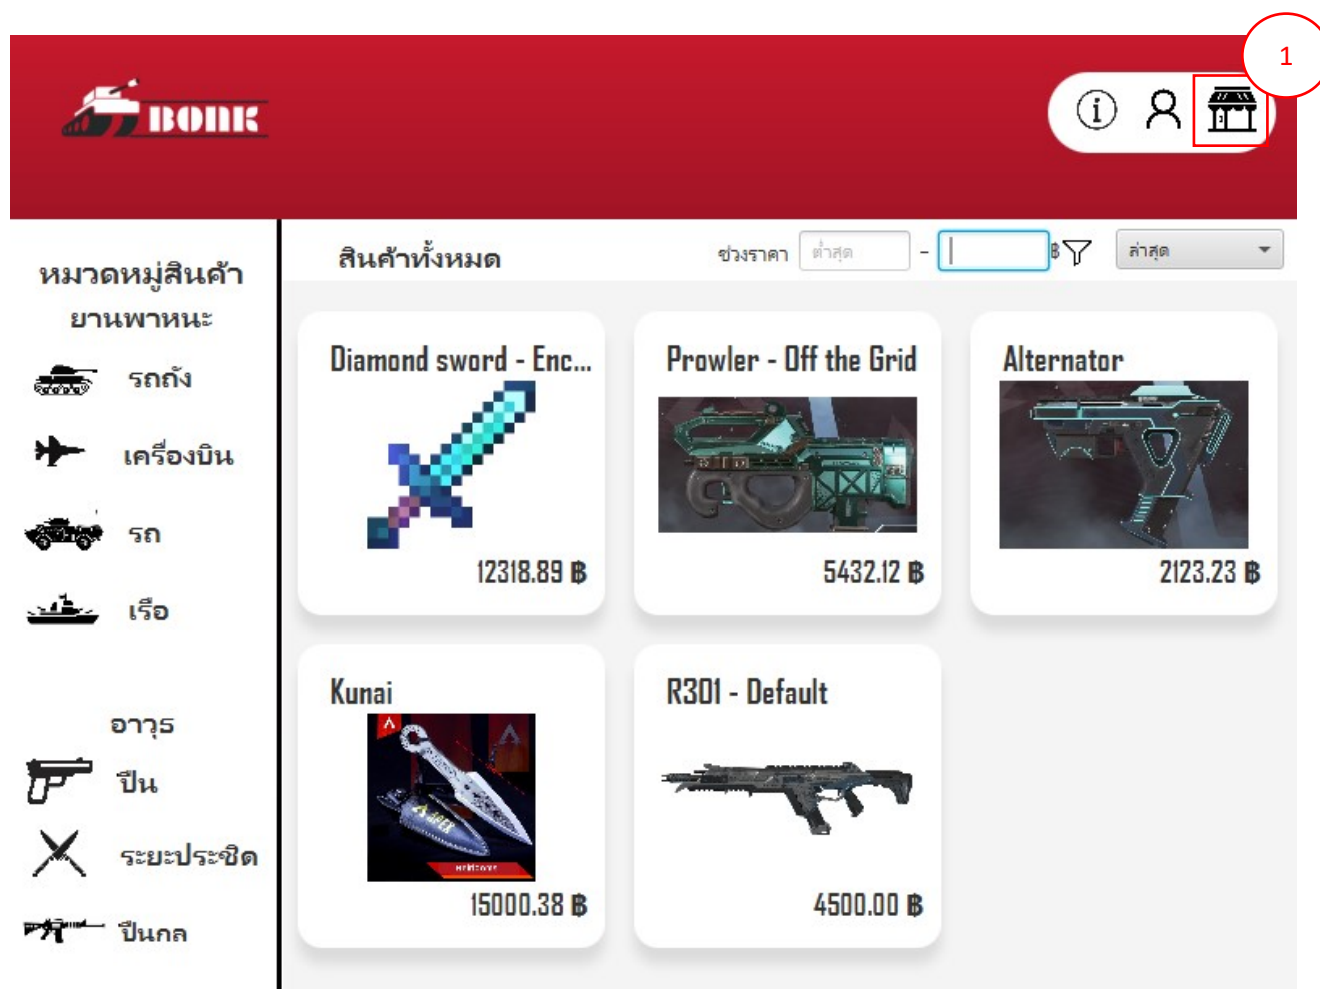 1
BONK
สินค้าทั้งหมด
ช่วงราคา ต่ำสุด - ฿ ล่าสุด
หมวดหมู่สินค้า
ยานพาหนะ
รถถัง
เครื่องบิน
รถ
เรือ
อาวุธ
ปืน
ระยะประชิด
ปืนกล
Diamond sword - Enc...
12318.89 ฿
Prowler - Off the Grid
5432.12 ฿
Alternator
2123.23 ฿
Kunai
APEX
HEIRLOOMS
15000.38 ฿
R301 - Default
4500.00 ฿